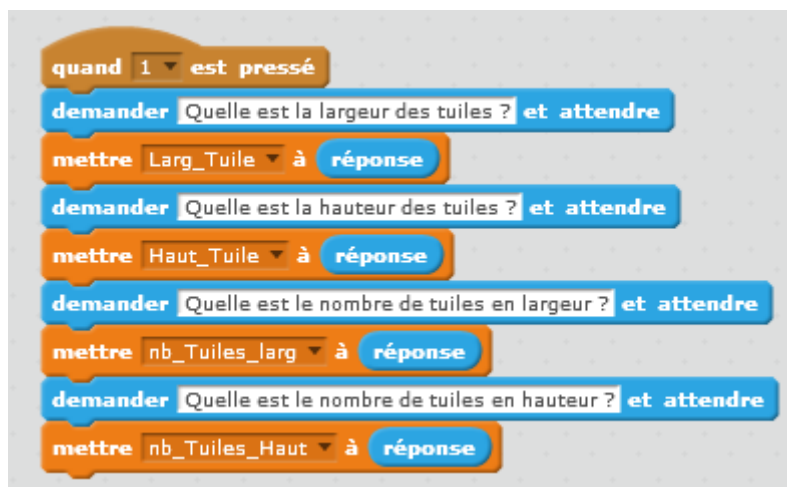 quand 1 est pressé
demander Quelle est la largeur des tuiles ? et attendre
mettre Larg_Tuile à réponse
demander Quelle est la hauteur des tuiles ? et attendre
mettre Haut_Tuile à réponse
demander Quelle est le nombre de tuiles en largeur ? et attendre
mettre nb_Tuiles_larg à réponse
demander Quelle est le nombre de tuiles en hauteur ? et attendre
mettre nb_Tuiles_Haut à réponse